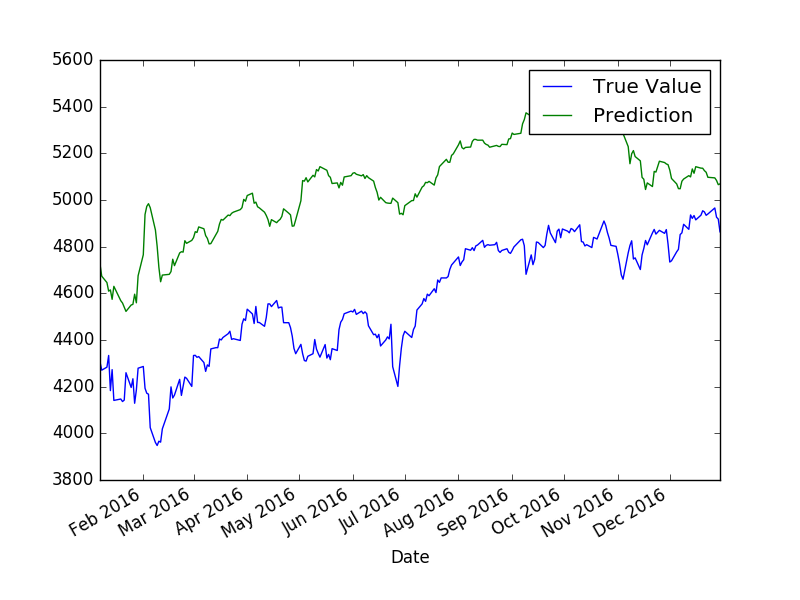 5600
5400
5200
5000
4800
4600
4400
4200
4000
3800
True Value
Prediction
Feb 2016
Mar 2016
Apr 2016
May 2016
Jun 2016
Jul 2016
Aug 2016
Sep 2016
Oct 2016
Nov 2016
Dec 2016
Date